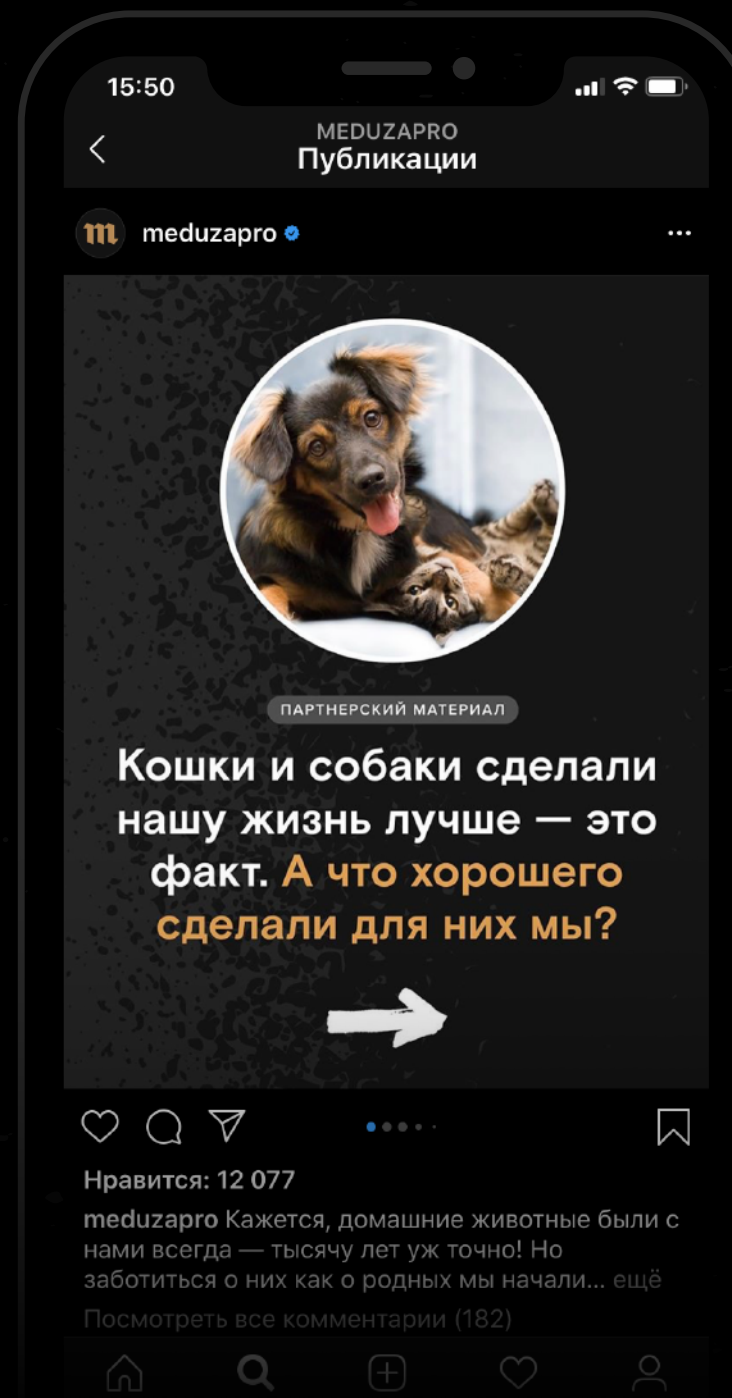 15:50
MEDUZAPRO
Публикации
m meduzapro
ПАРТНЕРСКИЙ МАТЕРИАЛ
Кошки и собаки сделали
нашу жизнь лучше — это
факт. А что хорошего
сделали для них мы?
Нравится: 12 077
meduzapro Кажется, домашние животные были с
нами всегда — тысячу лет уж точно! Но
заботиться о них как о родных мы начали... ещё
Посмотреть все комментарии (182)